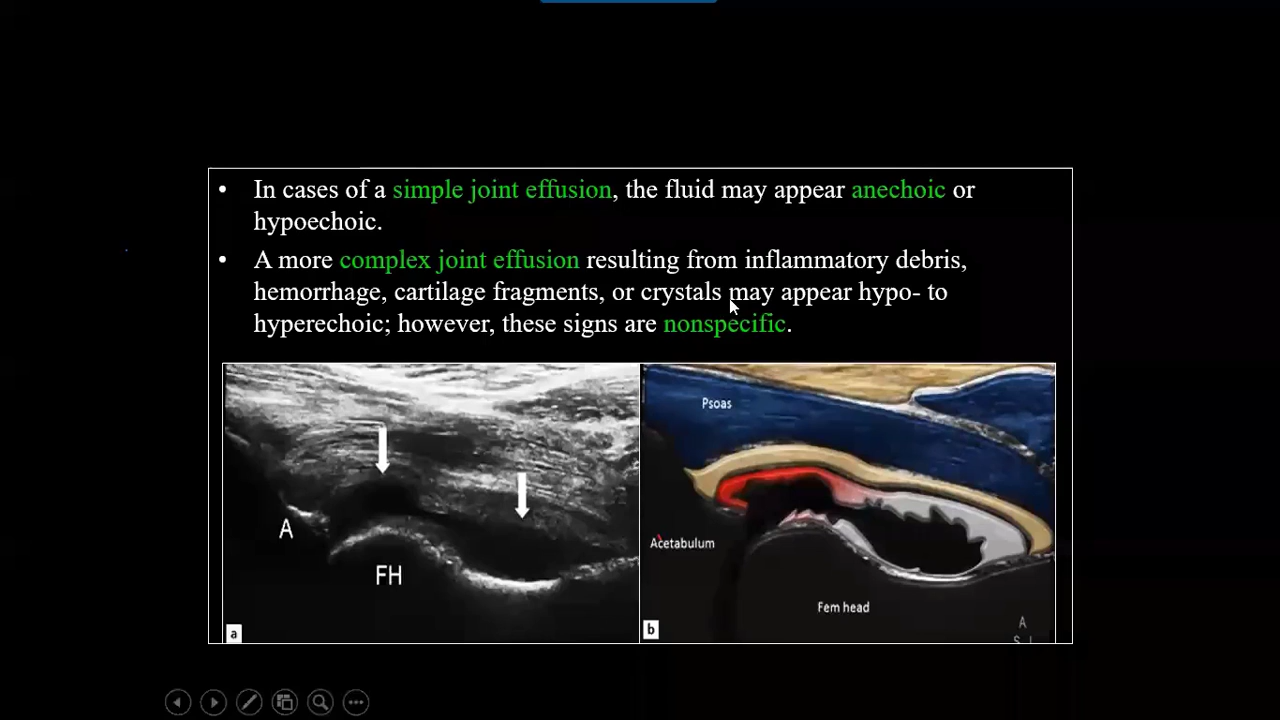 • In cases of a simple joint effusion, the fluid may appear anechoic or
hypoechoic.
• A more complex joint effusion resulting from inflammatory debris,
hemorrhage, cartilage fragments, or crystals may appear hypo- to
hyperechoic; however, these signs are nonspecific.
A
FH
a
Psoas
Acetabulum
Fem head
b
A
S I